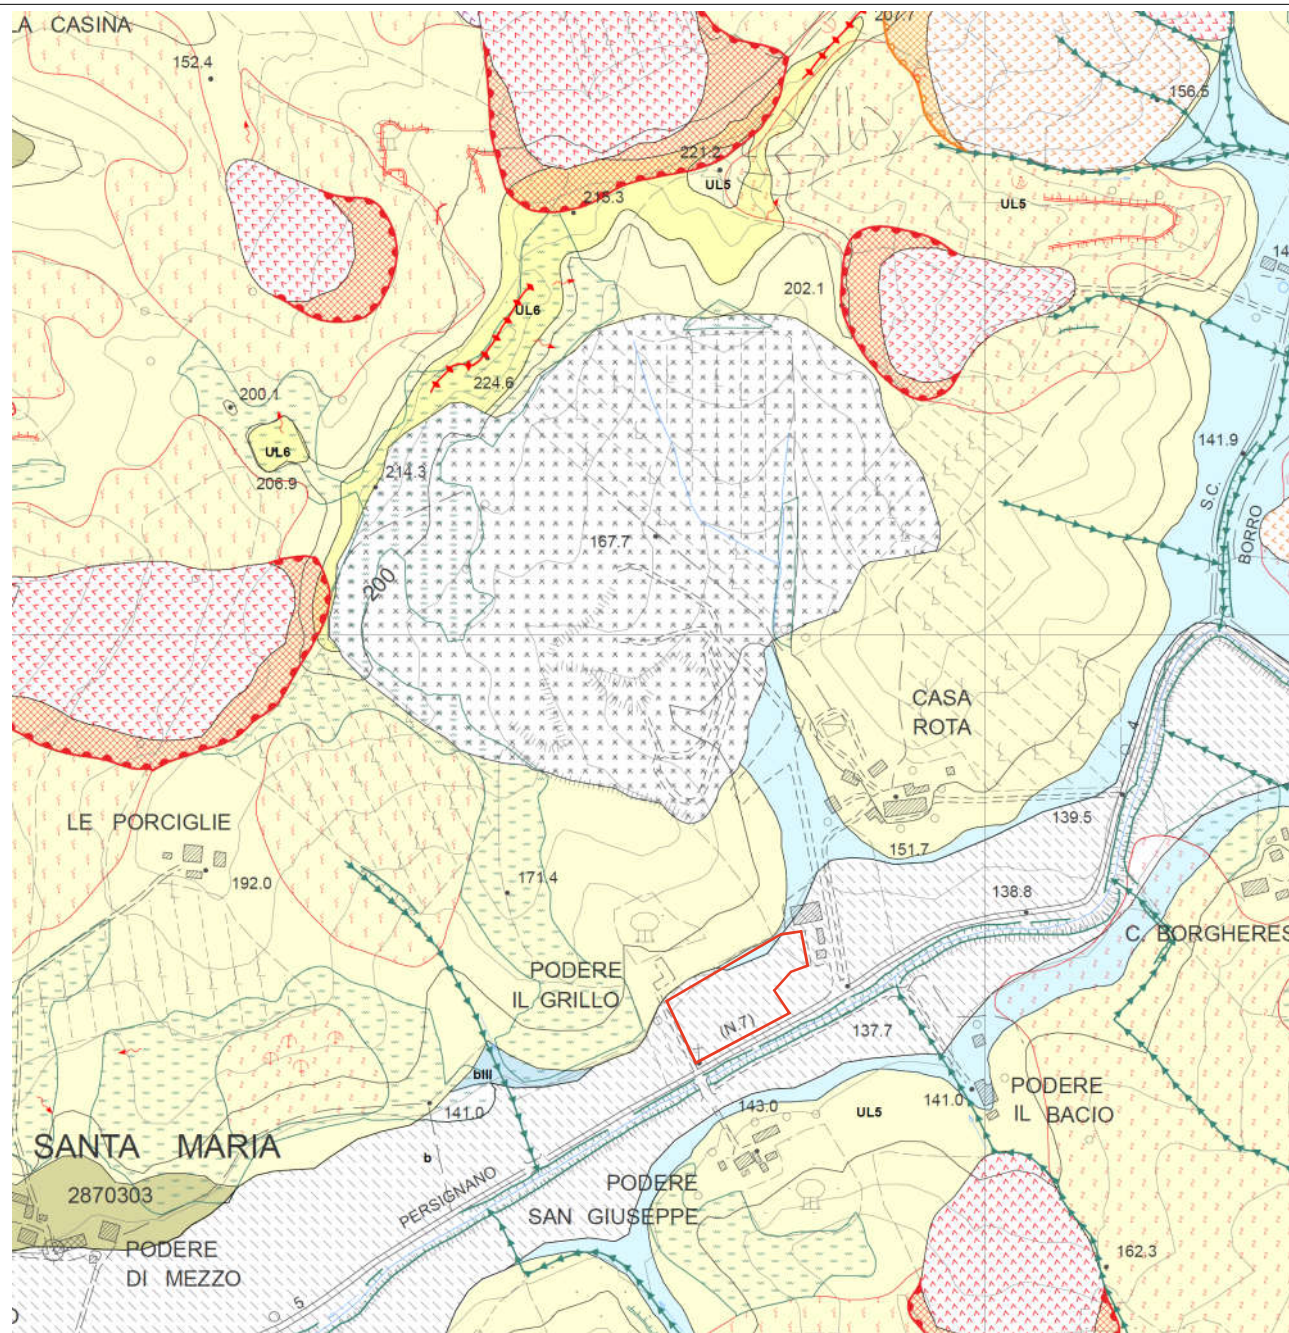 LA CASINA
207.7
152.4
156.5
221.2
UL5
215.3
UL5
14
202.1
UL6
224.6
200.1
141.9
UL6
214.3
206.9
S.C.
167.7
BORRO
200
CASA
ROTA
4
139.5
LE PORCIGLIE
151.7
192.0
171.4
138.8
C. BORGHERES
PODERE
IL GRILLO
(N.7)
137.7
bIII
PODERE
IL BACIO
141.0
143.0
UL5
141.0
SANTA MARIA
b
2870303
PERSIGNANO
PODERE
SAN GIUSEPPE
PODERE
DI MEZZO
162.3
5